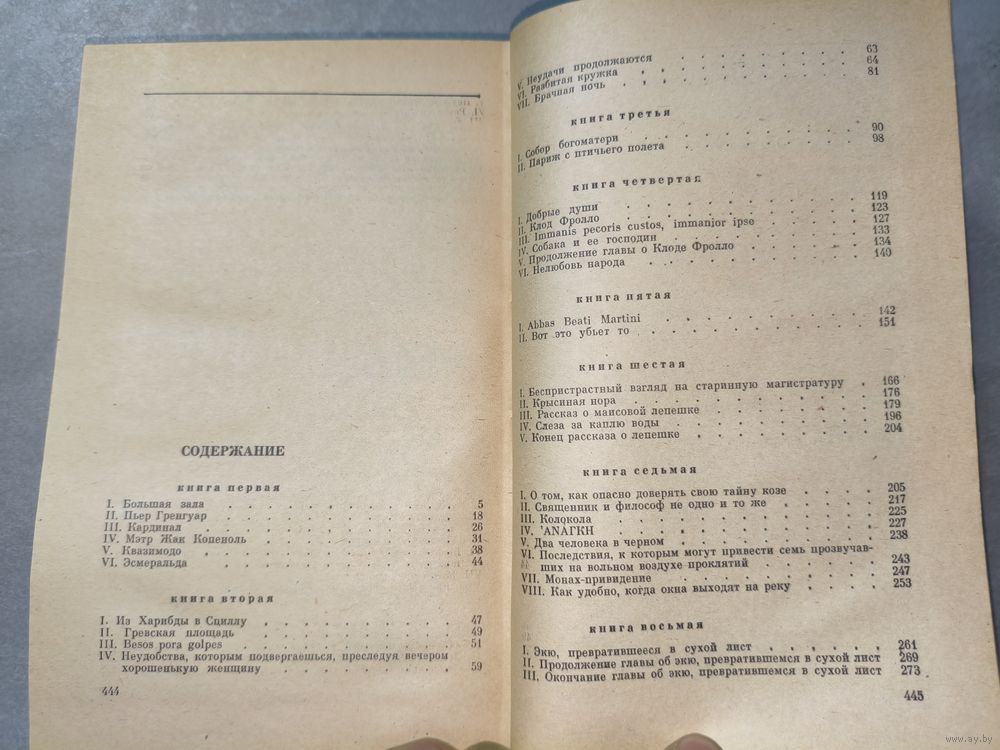 СОДЕРЖАНИЕ
книга первая
I. Большая зала 5
II. Пьер Гренгуар 18
III. Кардинал 26
IV. Мэтр Жак Копеноль 31
V. Квазимодо 38
VI. Эсмеральда 44
книга вторая
I. Из Харибды в Сциллу 47
II. Гревская площадь 49
III. Besos para golpes 51
IV. Неудобства, которым подвергаешься, преследуя вечером
хорошенькую женщину 59
444
V. Неудачи продолжаются 63
VI. Разбитая кружка 64
VII. Брачная ночь 81
книга третья
I. Собор богоматери 90
II. Париж с птичьего полета 98
книга четвертая
I. Добрые души 119
II. Клод Фролло 123
III. Immanis pecoris custos, immanior ipse 127
IV. Собака и ее господин 133
V. Продолжение главы о Клоде Фролло 134
VI. Нелюбовь народа 140
книга пятая
I. Abbas Beati Martini 142
II. Вот это убьет то 151
книга шестая
I. Беспристрастный взгляд на старинную магистратуру 166
II. Крысиная нора 176
III. Рассказ о маисовой лепешке 179
IV. Слеза за каплю воды 196
V. Конец рассказа о лепешке 204
книга седьмая
I. О том, как опасно доверять свою тайну козе 205
II. Священник и философ не одно и то же 217
III. Колокола 225
IV. 'ΑΝΑΓΚΗ 227
V. Два человека в черном 238
VI. Последствия, к которым могут привести семь прозвучав-
ших на вольном воздухе проклятий 243
VII. Монах-привидение 247
VIII. Как удобно, когда окна выходят на реку 253
книга восьмая
I. Экю, превратившееся в сухой лист 261
II. Продолжение главы об экю, превратившемся в сухой лист 269
III. Окончание главы об экю, превратившемся в сухой лист 273
445
www.ay.by